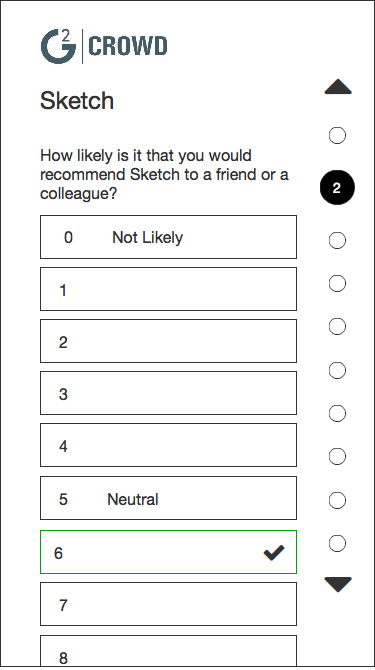 G2 CROWD
Sketch
How likely is it that you would
recommend Sketch to a friend or a
colleague?
2
0 Not Likely
1
2
3
4
5 Neutral
6
7
8